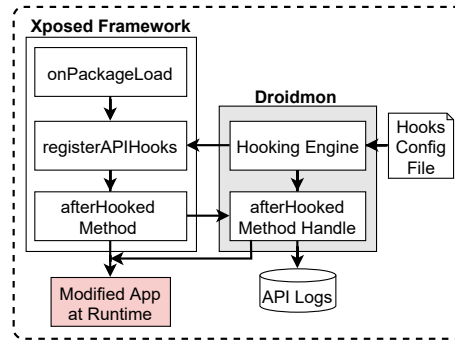 Xposed Framework
onPackageLoad
Droidmon
registerAPIHooks
Hooking Engine
Hooks
Config
File
afterHooked
Method
afterHooked
Method Handle
Modified App
at Runtime
API Logs